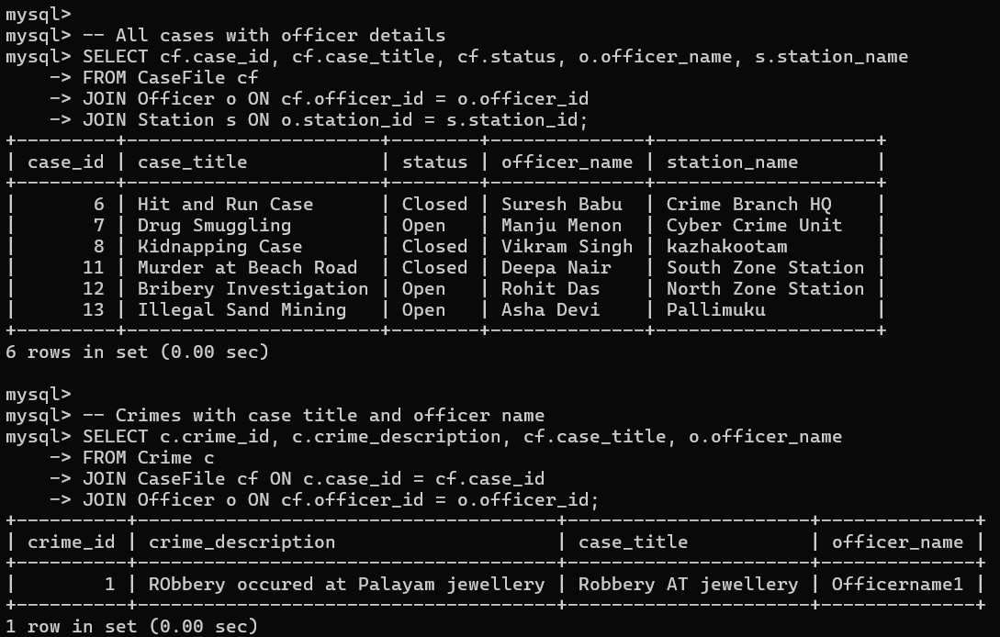 mysql>
mysql> -- All cases with officer details
mysql> SELECT cf.case_id, cf.case_title, cf.status, o.officer_name, s.station_name
    -> FROM CaseFile cf
    -> JOIN Officer o ON cf.officer_id = o.officer_id
    -> JOIN Station s ON o.station_id = s.station_id;
+---------+------------------------+--------+--------------+--------------------+
| case_id | case_title             | status | officer_name | station_name       |
+---------+------------------------+--------+--------------+--------------------+
|       6 | Hit and Run Case       | Closed | Suresh Babu  | Crime Branch HQ    |
|       7 | Drug Smuggling         | Open   | Manju Menon  | Cyber Crime Unit   |
|       8 | Kidnapping Case        | Closed | Vikram Singh | kazhakootam        |
|      11 | Murder at Beach Road   | Closed | Deepa Nair   | South Zone Station |
|      12 | Bribery Investigation  | Open   | Rohit Das    | North Zone Station |
|      13 | Illegal Sand Mining    | Open   | Asha Devi    | Pallimuku          |
+---------+------------------------+--------+--------------+--------------------+
6 rows in set (0.00 sec)

mysql>
mysql> -- Crimes with case title and officer name
mysql> SELECT c.crime_id, c.crime_description, cf.case_title, o.officer_name
    -> FROM Crime c
    -> JOIN CaseFile cf ON c.case_id = cf.case_id
    -> JOIN Officer o ON cf.officer_id = o.officer_id;
+----------+--------------------------------------+----------------------+--------------+
| crime_id | crime_description                    | case_title           | officer_name |
+----------+--------------------------------------+----------------------+--------------+
|        1 | RObbery occured at Palayam jewellery | Robbery AT jewellery | Officername1 |
+----------+--------------------------------------+----------------------+--------------+
1 row in set (0.00 sec)